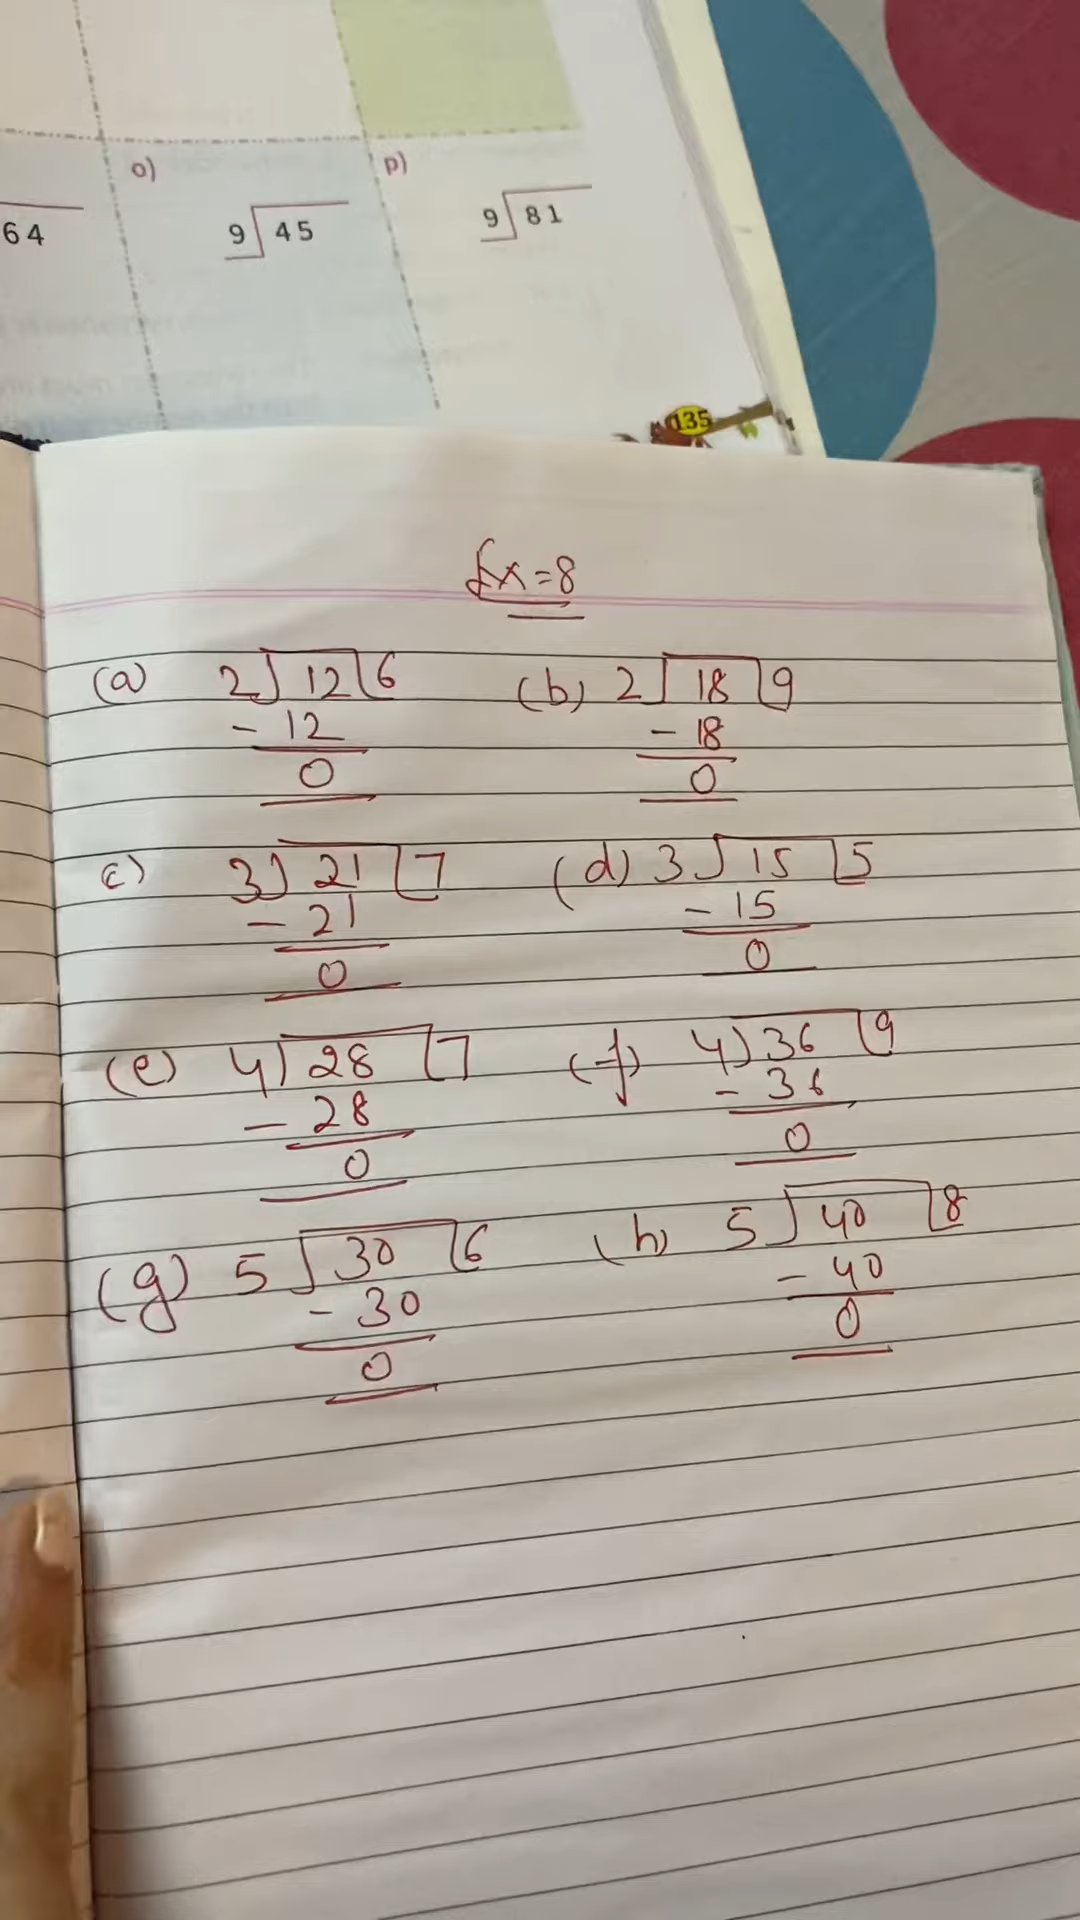 o) p)
64 9 45 9 81
135
Ex=8
(a) 2) 12 (6 (b) 2) 18 (9
- 12 - 18
0 0
c) 3) 21 (7 (d) 3) 15 (5
- 21 - 15
0 0
(e) 4) 28 (7 (f) 4) 36 (9
- 28 - 36
0 0
(g) 5) 30 (6 (h) 5) 40 (8
- 30 - 40
0 0